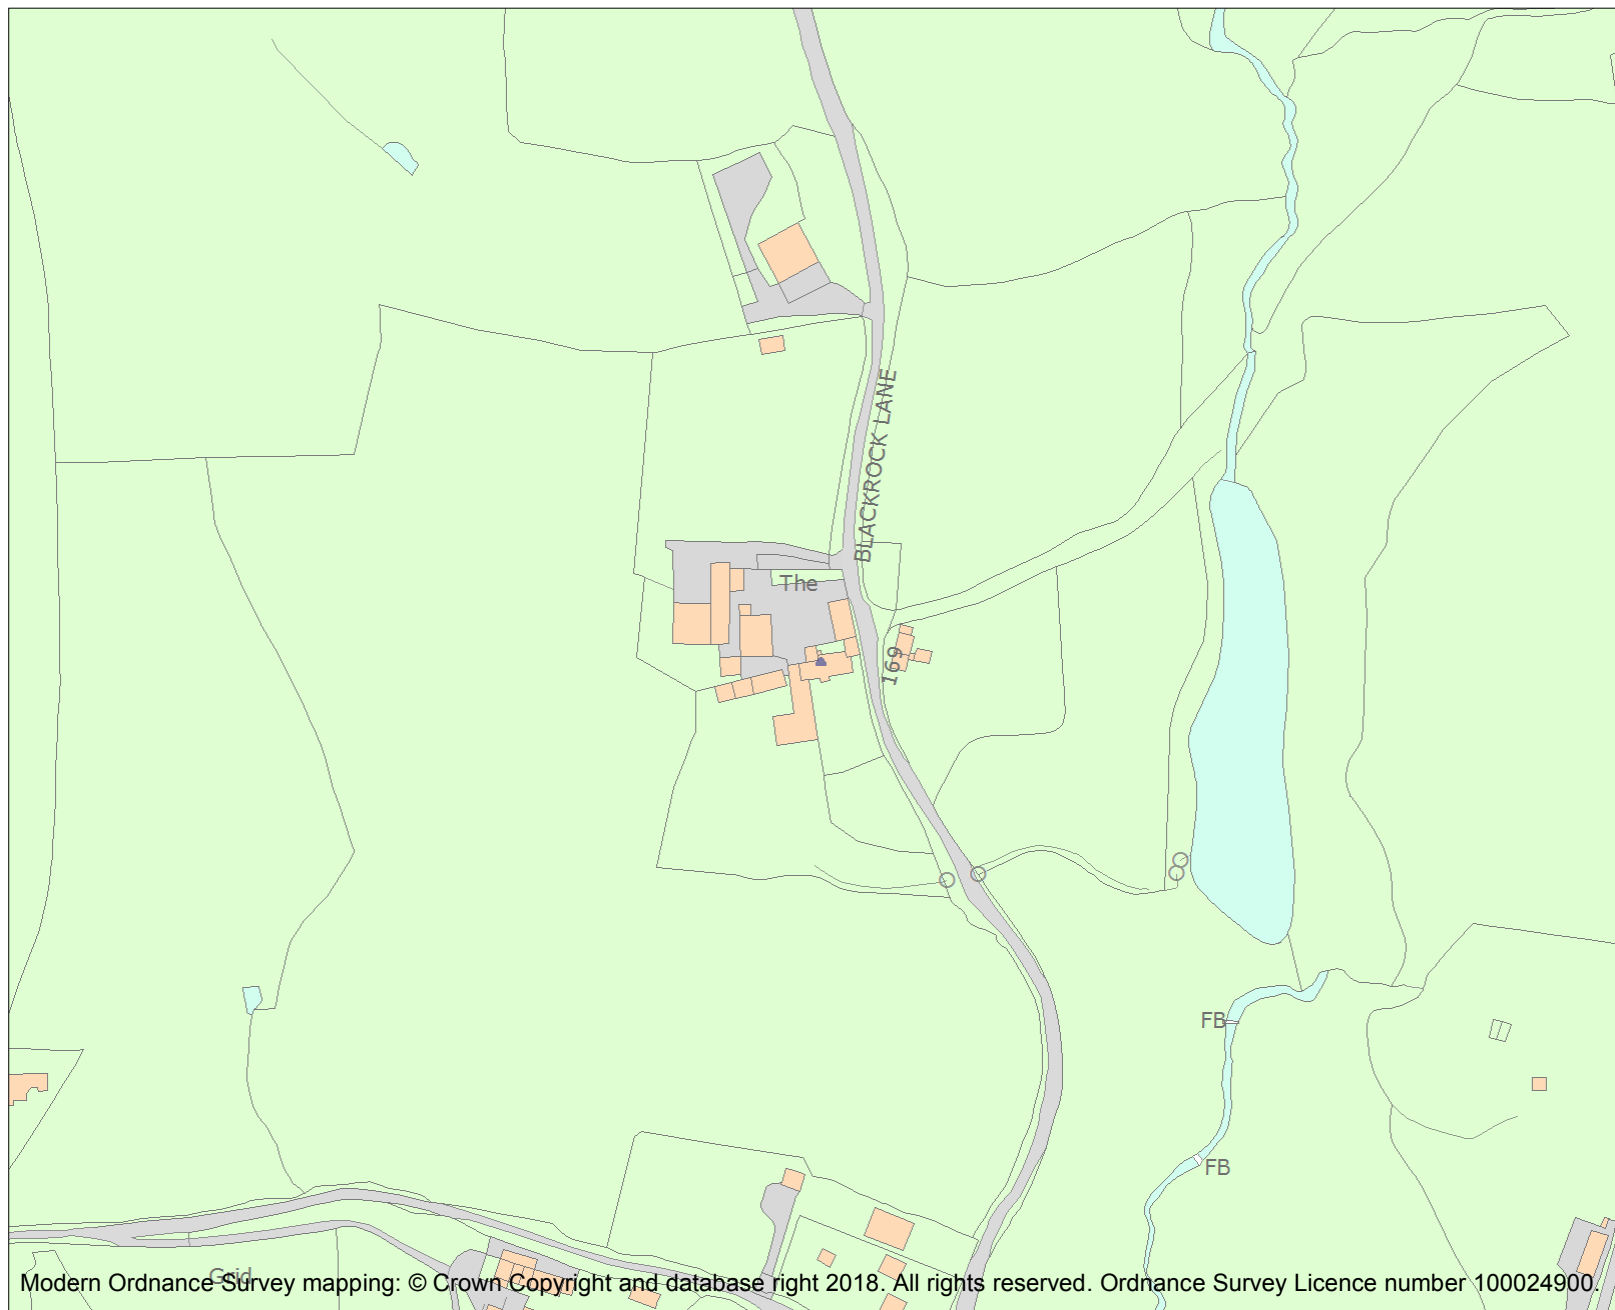 BLACKROCK LANE
The
169
FB
FB
Grid
Modern Ordnance Survey mapping: © Crown Copyright and database right 2018. All rights reserved. Ordnance Survey Licence number 100024900.